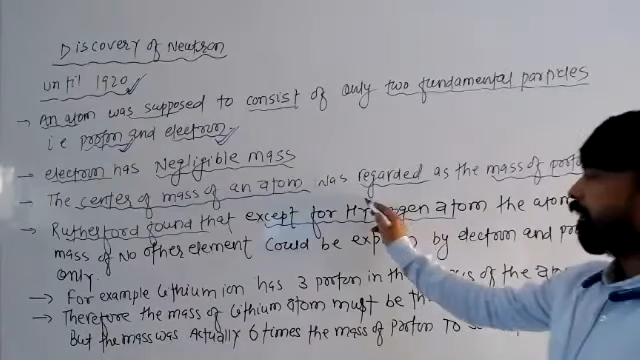 Discovery of Neutron
until 1920
→ An atom was supposed to consist of only two fundamental particles
i e proton and electron
→ electron has Negligible mass
→ The center of mass of an atom was regarded as the mass of
→ Rutherford found that except for atom the atom
mass of No other element could be by electron and
only.
→ For example Lithium ion has 3 proton in the of the
→ Therefore the mass of Lithium atom must be
But the mass was Actually 6 times the mass of proton To